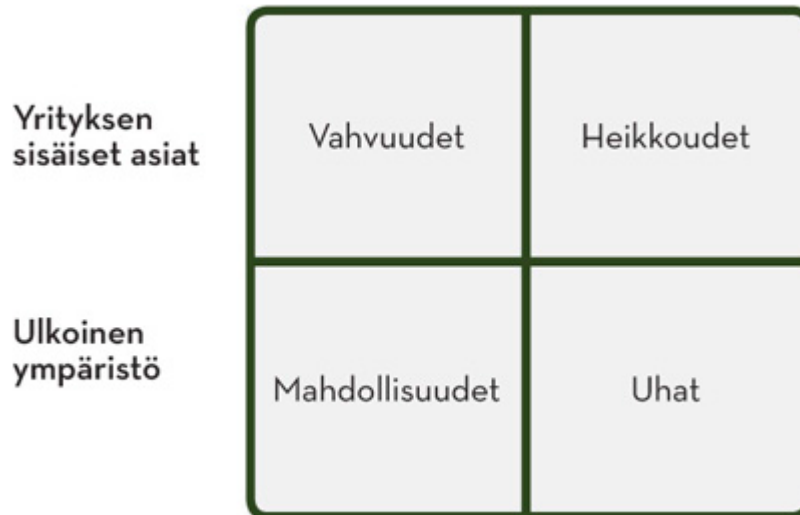 Yrityksen
sisäiset asiat
Vahvuudet
Heikkoudet
Ulkoinen
ympäristö
Mahdollisuudet
Uhat